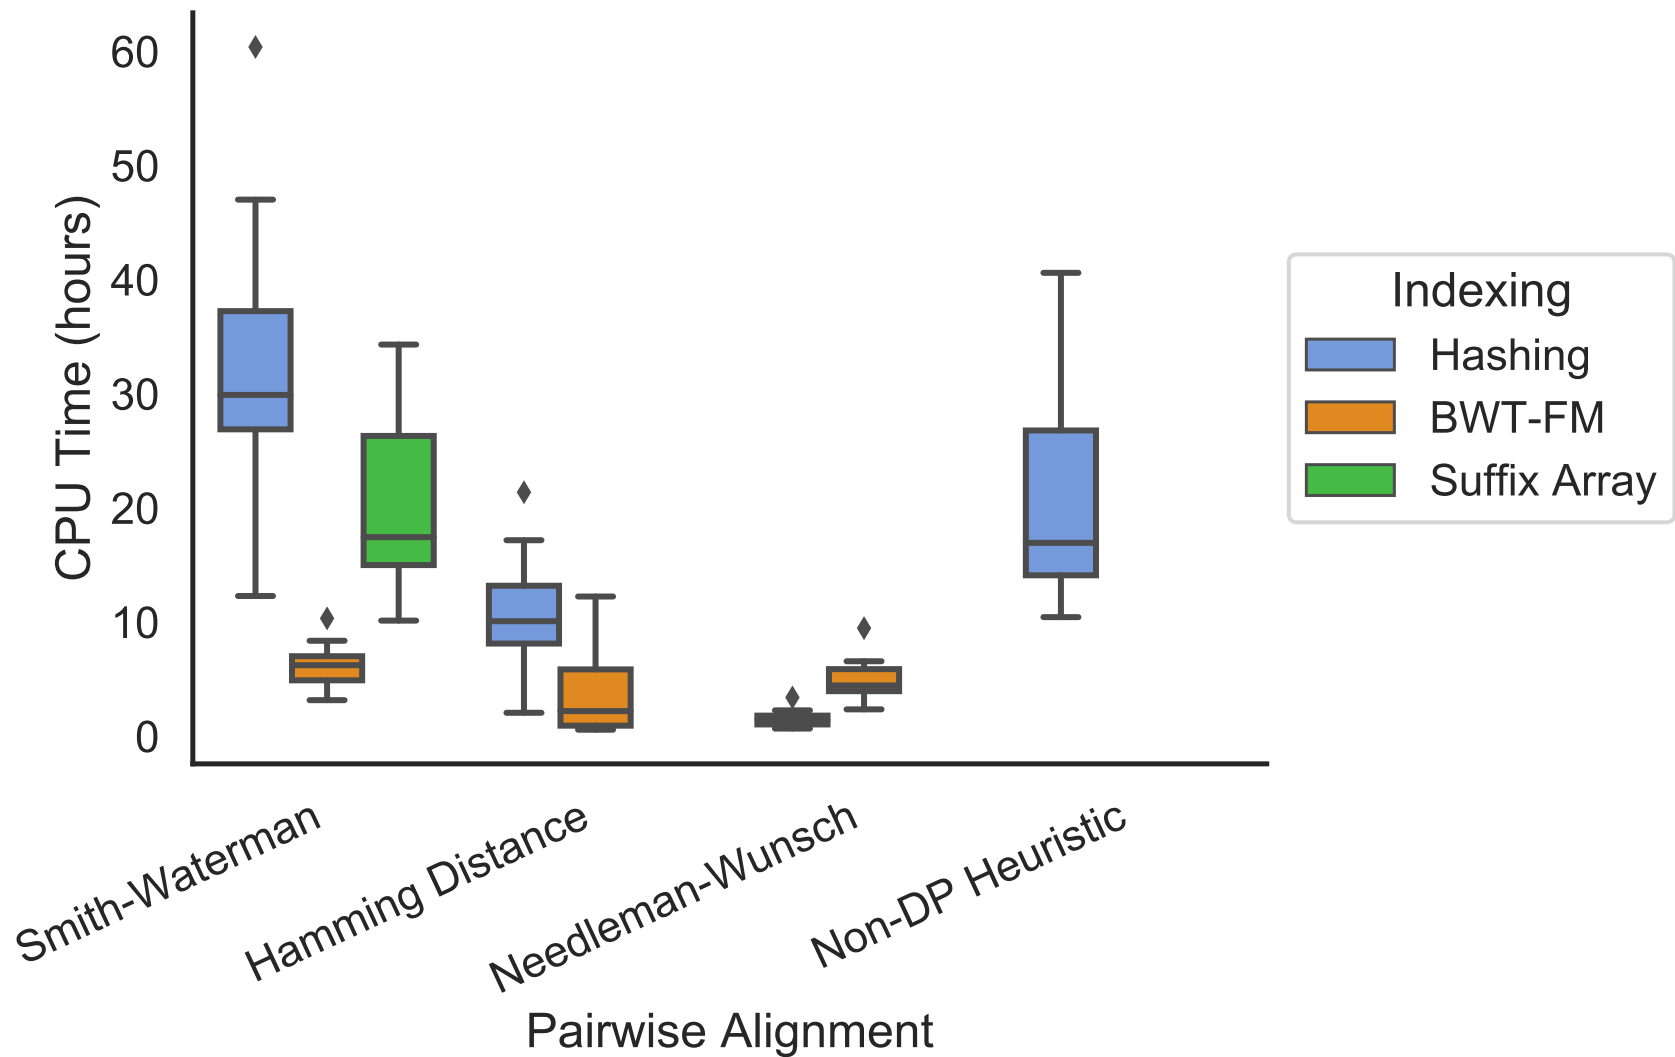 CPU Time (hours)
60
50
40
30
20
10
0
Smith-Waterman
Hamming Distance
Needleman-Wunsch
Non-DP Heuristic
Pairwise Alignment
Indexing
Hashing
BWT-FM
Suffix Array